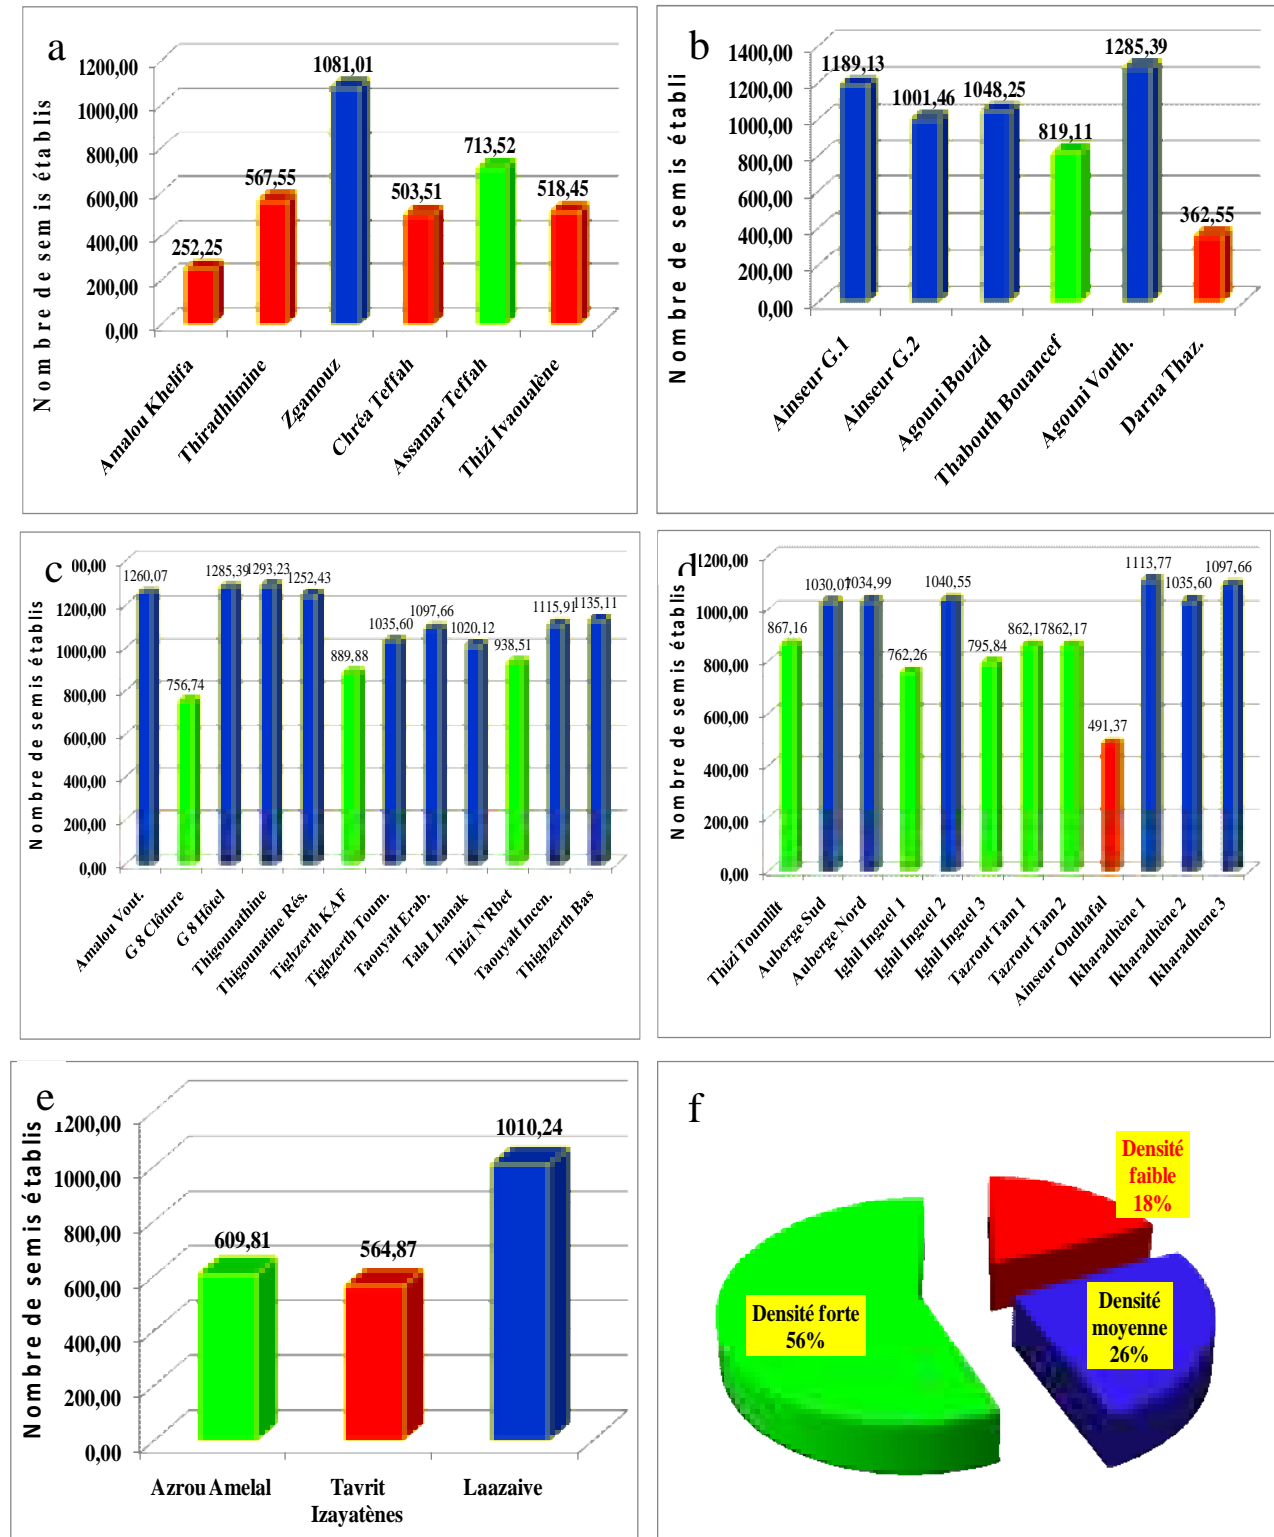 a
Nombre de semis établis
1200,00
1000,00
800,00
600,00
400,00
200,00
0,00
252,25
567,55
1081,01
503,51
713,52
518,45
Amalou Khelifa
Thiradhlimine
Zgamouz
Chréa Teffah
Assamar Teffah
Thizi Ivaoualène
b
Nombre de semis établi
1400,00
1200,00
1000,00
800,00
600,00
400,00
200,00
0,00
1189,13
1001,46
1048,25
819,11
1285,39
362,55
Ainseur G.1
Ainseur G.2
Agouni Bouzid
Thabouth Bouancef
Agouni Vouth.
Darna Thaz.
c
Nombre de semis établis
00,00
1200,00
1000,00
800,00
600,00
400,00
200,00
0,00
1260,07
756,74
1285,39
1293,23
1252,43
889,88
1035,60
1097,66
1020,12
938,51
1115,91
1135,11
Amalou Vout.
G 8 Clôture
G 8 Hôtel
Thigounathine
Thigounatine Rés.
Tighzerth KAF
Tighzerth Toum.
Taouyalt Erab.
Tala Lhanak
Thizi N'Rbet
Taouyalt Incen.
Thighzerth Bas
d
Nombre de semis établis
1200,00
1000,00
800,00
600,00
400,00
200,00
0,00
867,16
1030,07
1034,99
762,26
1040,55
795,84
862,17
862,17
491,37
1113,77
1035,60
1097,66
Thizi Toumlilt
Auberge Sud
Auberge Nord
Ighil Inguel 1
Ighil Inguel 2
Ighil Inguel 3
Tazrout Tam 1
Tazrout Tam 2
Ainseur Oudhafal
Ikharadhène 1
Ikharadhène 2
Ikharadhene 3
e
Nombre de semis établis
1200,00
1000,00
800,00
600,00
400,00
200,00
0,00
609,81
564,87
1010,24
Azrou Amelal
Tavrit
Izayatènes
Laazaive
f
Densité
faible
18%
Densité
moyenne
26%
Densité forte
56%